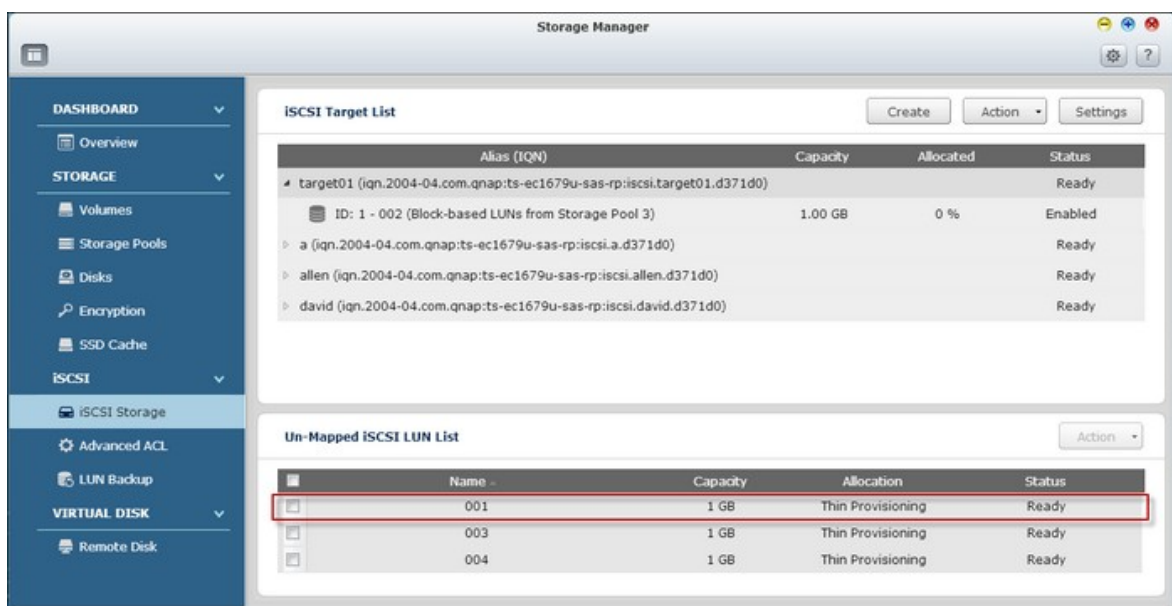 Storage Manager
?
DASHBOARD
Overview
STORAGE
Volumes
Storage Pools
Disks
Encryption
SSD Cache
iSCSI
iSCSI Storage
Advanced ACL
LUN Backup
VIRTUAL DISK
Remote Disk
iSCSI Target List Create Action Settings
Alias (IQN) Capacity Allocated Status
target01 (iqn.2004-04.com.qnap:ts-ec1679u-sas-rp:iscsi.target01.d371d0) Ready
ID: 1 - 002 (Block-based LUNs from Storage Pool 3) 1.00 GB 0 % Enabled
a (iqn.2004-04.com.qnap:ts-ec1679u-sas-rp:iscsi.a.d371d0) Ready
allen (iqn.2004-04.com.qnap:ts-ec1679u-sas-rp:iscsi.allen.d371d0) Ready
david (iqn.2004-04.com.qnap:ts-ec1679u-sas-rp:iscsi.david.d371d0) Ready
Un-Mapped iSCSI LUN List Action
Name Capacity Allocation Status
001 1 GB Thin Provisioning Ready
003 1 GB Thin Provisioning Ready
004 1 GB Thin Provisioning Ready